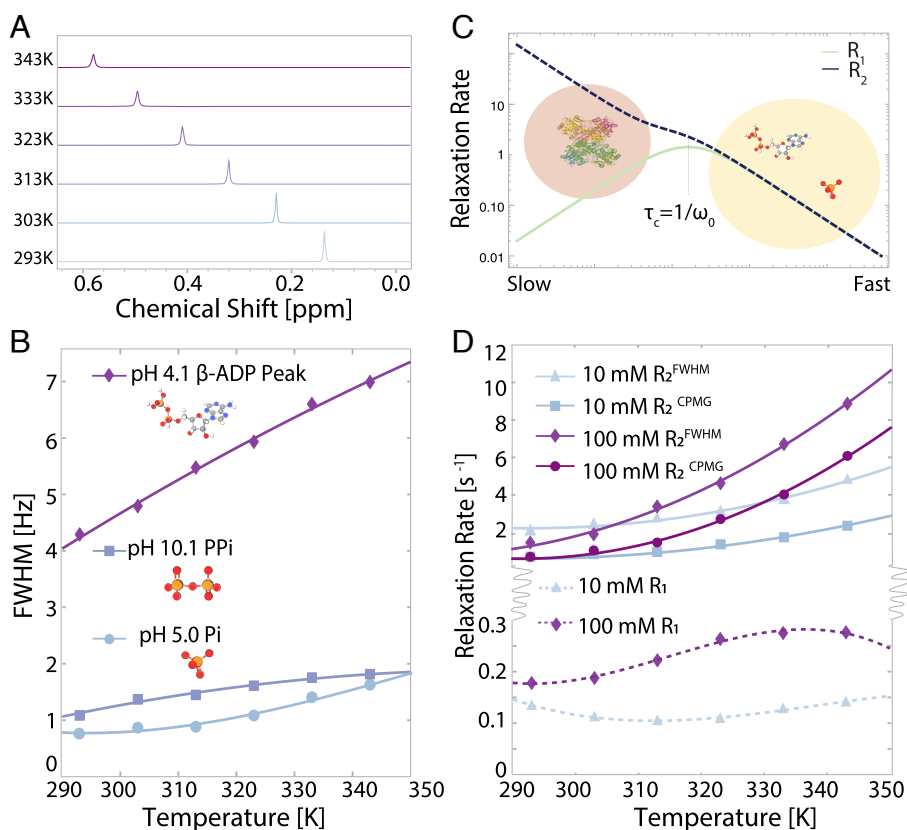 A
343K
333K
323K
313K
303K
293K
0.6
0.4
0.2
0.0
Chemical Shift [ppm]
B
FWHM [Hz]
7
6
5
4
3
2
1
0
pH 4.1 β-ADP Peak
pH 10.1 PPi
pH 5.0 Pi
290
300
310
320
330
340
350
Temperature [K]
C
Relaxation Rate
10
1
0.10
0.01
R1
R2
τc=1/ω0
Slow
Fast
D
Relaxation Rate [s⁻¹]
12
10
8
6
4
2
10 mM R₂ᶠᵂᴴᴹ
10 mM R₂ ᶜᴾᴹᴳ
100 mM R₂ᶠᵂᴴᴹ
100 mM R₂ ᶜᴾᴹᴳ
10 mM R₁
100 mM R₁
0.3
0.2
0.1
0
290
300
310
320
330
340
350
Temperature [K]